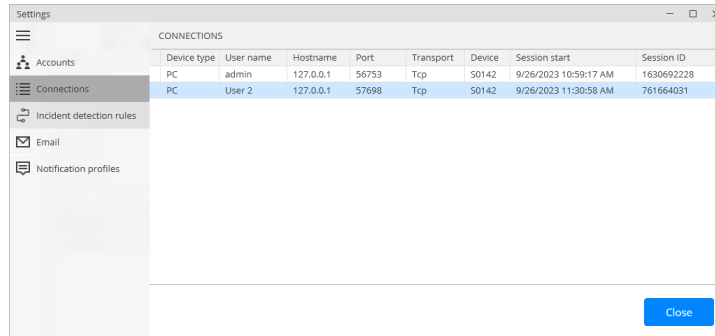 Settings
CONNECTIONS
Accounts
Connections
Incident detection rules
Email
Notification profiles
Device type User name Hostname Port Transport Device Session start Session ID
PC admin 127.0.0.1 56753 Tcp S0142 9/26/2023 10:59:17 AM 1630692228
PC User 2 127.0.0.1 57698 Tcp S0142 9/26/2023 11:30:58 AM 761664031
Close